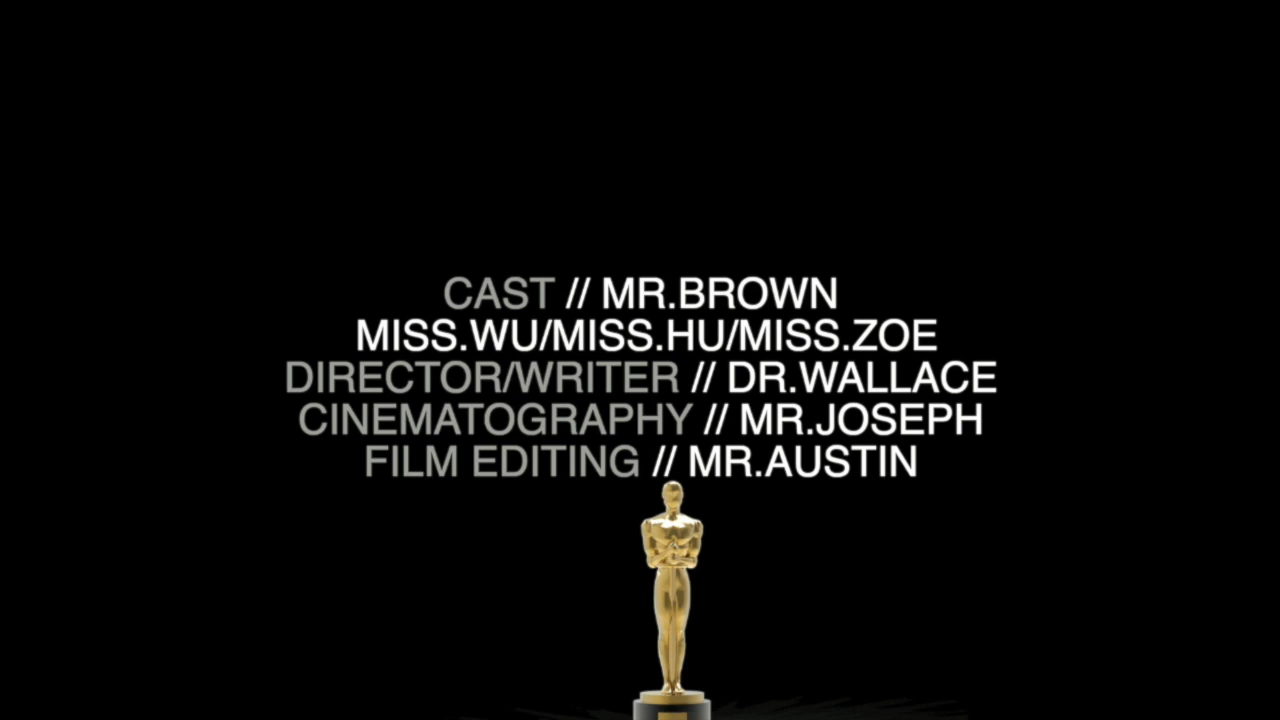 CAST // MR.BROWN
MISS.WU/MISS.HU/MISS.ZOE
DIRECTOR/WRITER // DR.WALLACE
CINEMATOGRAPHY // MR.JOSEPH
FILM EDITING // MR.AUSTIN